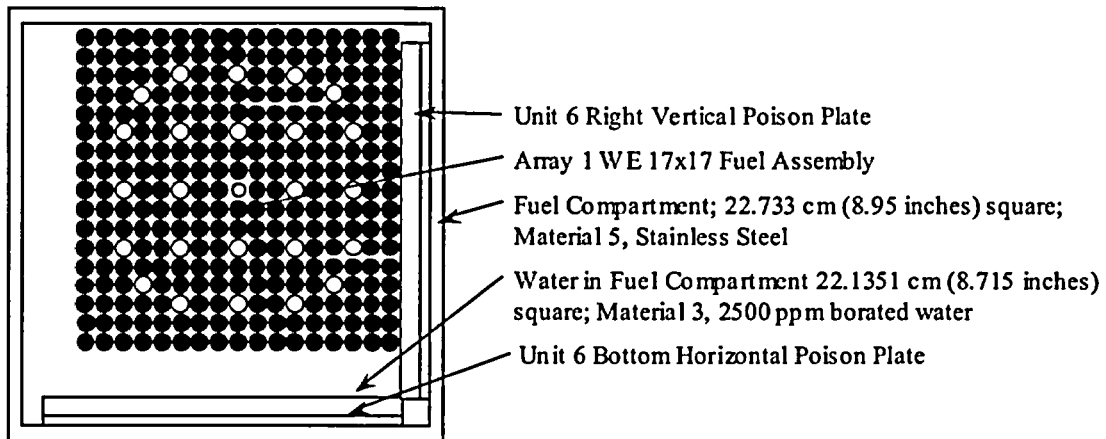 Unit 6 Right Vertical Poison Plate
Array 1 WE 17x17 Fuel Assembly
Fuel Compartment; 22.733 cm (8.95 inches) square;
Material 5, Stainless Steel
Water in Fuel Compartment 22.1351 cm (8.715 inches)
square; Material 3, 2500 ppm borated water
Unit 6 Bottom Horizontal Poison Plate